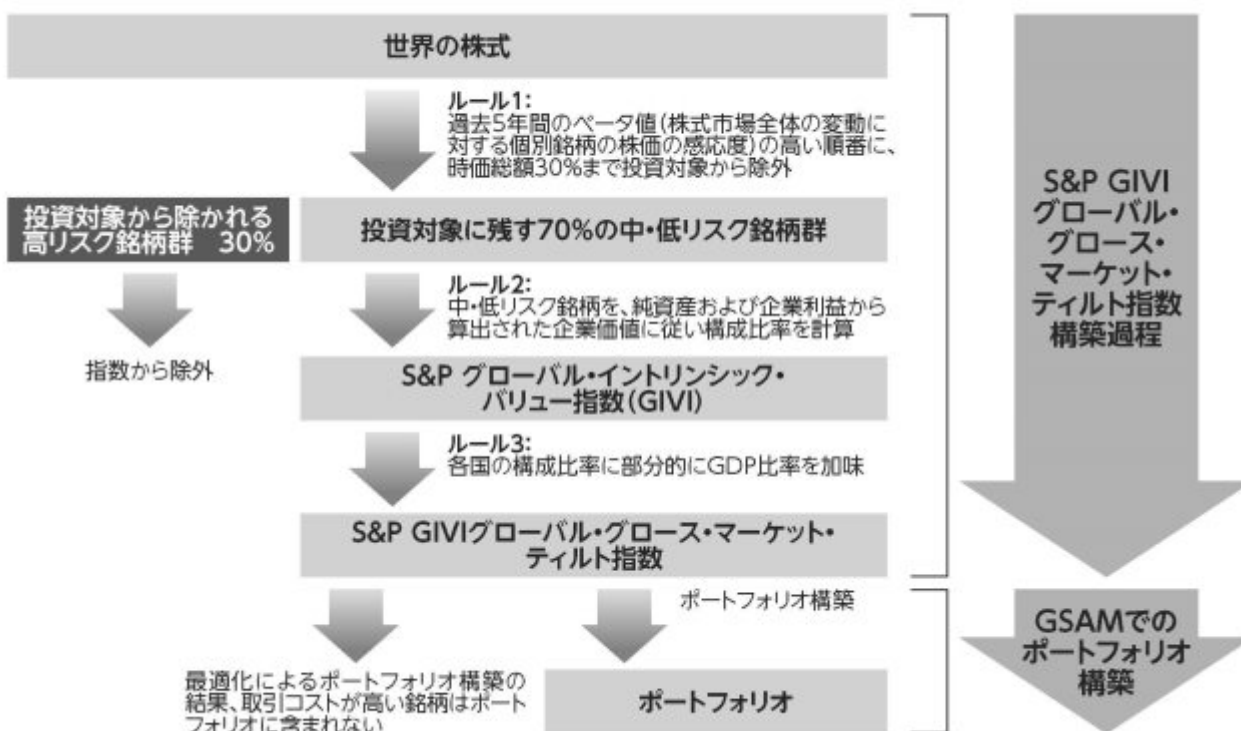 世界の株式
ルール1:
過去5年間のベータ値(株式市場全体の変動に
対する個別銘柄の株価の感応度)の高い順番に、
時価総額30%まで投資対象から除外
投資対象から除かれる
高リスク銘柄群 30%
投資対象に残す70%の中・低リスク銘柄群
ルール2:
中・低リスク銘柄を、純資産および企業利益から
算出された企業価値に従い構成比率を計算
指数から除外
S&P グローバル・イントリンシック・
バリュー指数(GIVI)
ルール3:
各国の構成比率に部分的にGDP比率を加味
S&P GIVIグローバル・グロース・マーケット・
ティルト指数
ポートフォリオ構築
最適化によるポートフォリオ構築の
結果、取引コストが高い銘柄はポート
フォリオに含まれない
ポートフォリオ
S&P GIVI
グローバル・
グロース・
マーケット・
ティルト指数
構築過程
GSAMでの
ポートフォリオ
構築